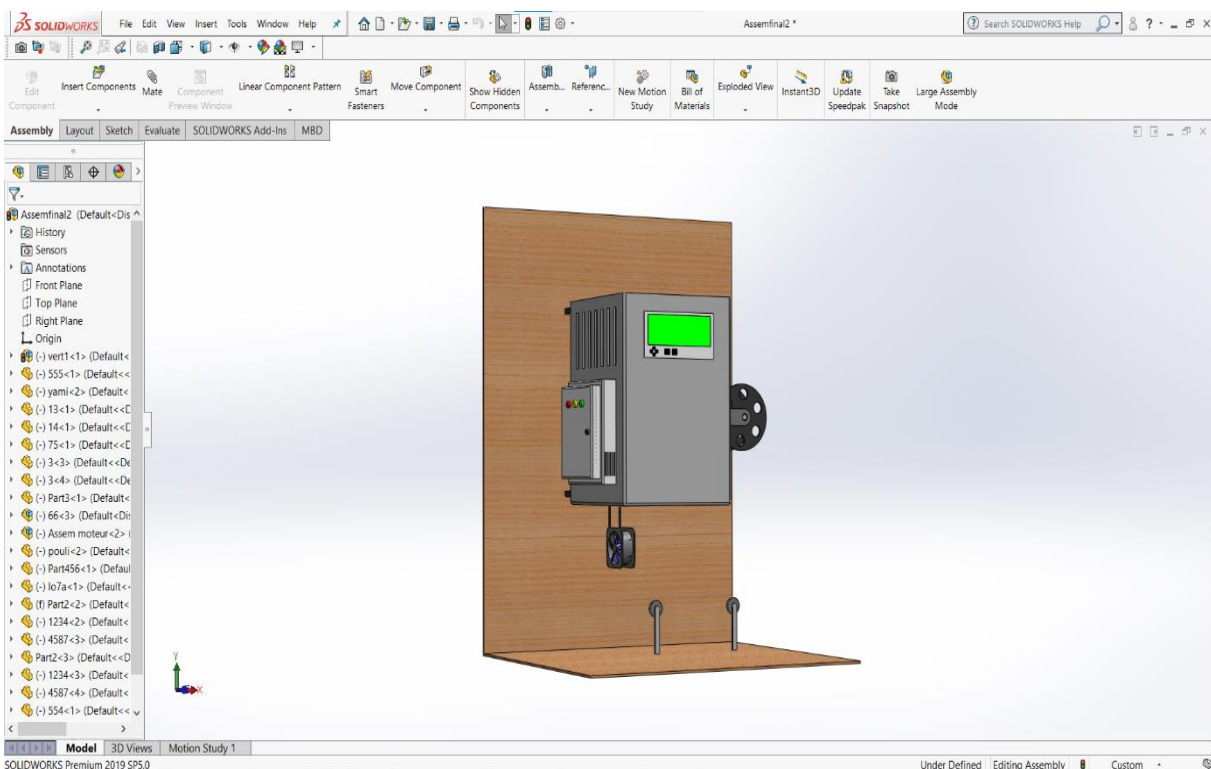 SOLIDWORKS File Edit View Insert Tools Window Help Assemfinal2 * Search SOLIDWORKS Help ?
Edit Component Insert Components Mate Component Preview Window Linear Component Pattern Smart Fasteners Move Component Show Hidden Components Assemb... Referenc... New Motion Study Bill of Materials Exploded View Instant3D Update Speedpak Take Snapshot Large Assembly Mode
Assembly Layout Sketch Evaluate SOLIDWORKS Add-Ins MBD
Assemfinal2 (Default<Dis
History
Sensors
Annotations
Front Plane
Top Plane
Right Plane
Origin
(-) vert1<1> (Default<
(-) 555<1> (Default<<
(-) yami<2> (Default<
(-) 13<1> (Default<<D
(-) 14<1> (Default<<D
(-) 75<1> (Default<<D
(-) 3<3> (Default<<De
(-) 3<4> (Default<<De
(-) Part3<1> (Default<
(-) 66<3> (Default<Dis
(-) Assem moteur<2>
(-) pouli<2> (Default<
(-) Part456<1> (Defaul
(-) lo7a<1> (Default<<
(f) Part2<2> (Default<
(-) 1234<2> (Default<
(-) 4587<3> (Default<
Part2<3> (Default<<D
(-) 1234<3> (Default<
(-) 4587<4> (Default<
(-) 554<1> (Default<<
Y
X
Model 3D Views Motion Study 1
SOLIDWORKS Premium 2019 SP5.0 Under Defined Editing Assembly Custom